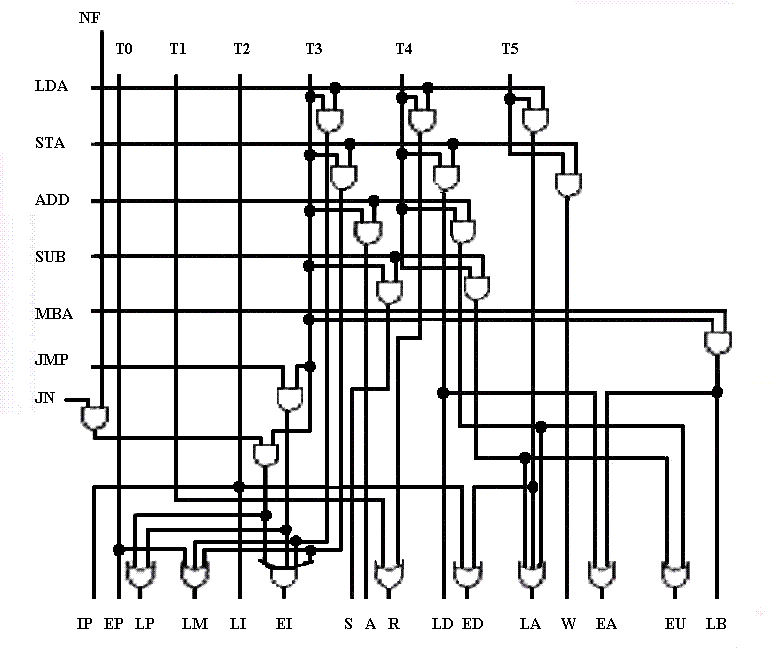 NF
T0 T1 T2 T3 T4 T5
LDA
STA
ADD
SUB
MBA
JMP
JN
IP EP LP LM LI EI S A R LD ED LA W EA EU LB